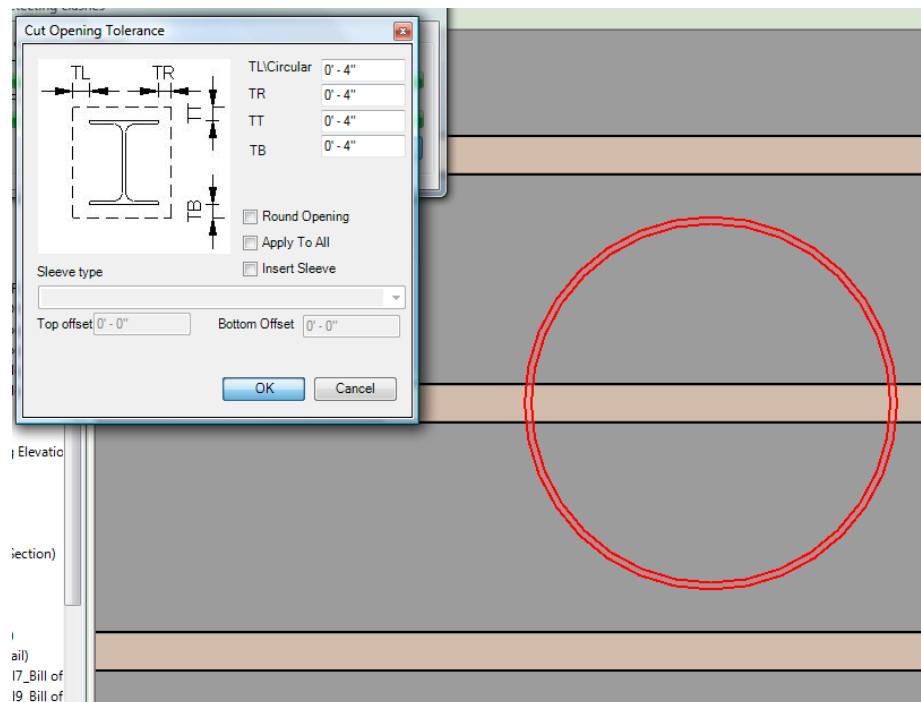 Cut Opening Tolerance
TL
TR
TT
TB
TL\Circular 0' - 4"
TR 0' - 4"
TT 0' - 4"
TB 0' - 4"
Round Opening
Apply To All
Insert Sleeve
Sleeve type
Top offset 0' - 0"
Bottom Offset 0' - 0"
OK
Cancel
Elevatio
Section)
ail)
I7_Bill of
I9_Bill of